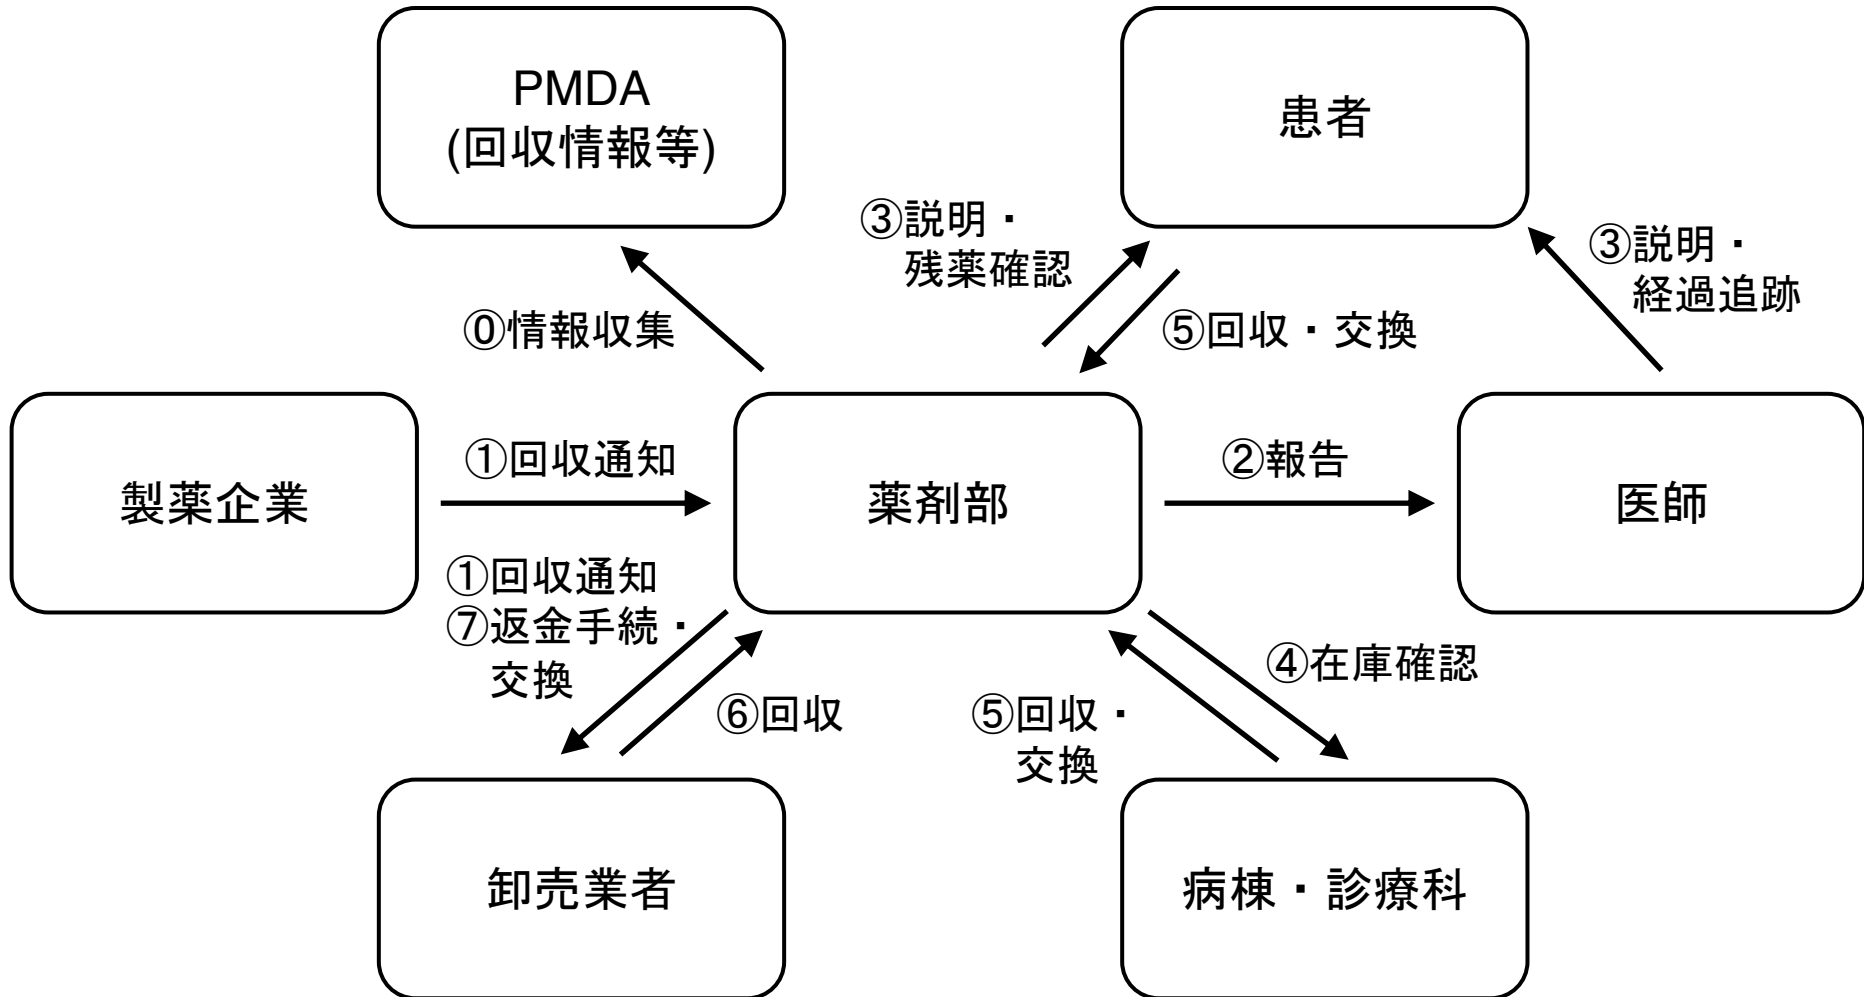 PMDA
(回収情報等)
患者
③説明・
残薬確認
③説明・
経過追跡
⓪情報収集
⑤回収・交換
製薬企業
①回収通知
薬剤部
②報告
医師
①回収通知
⑦返金手続・
交換
⑥回収
⑤回収・
交換
④在庫確認
卸売業者
病棟・診療科